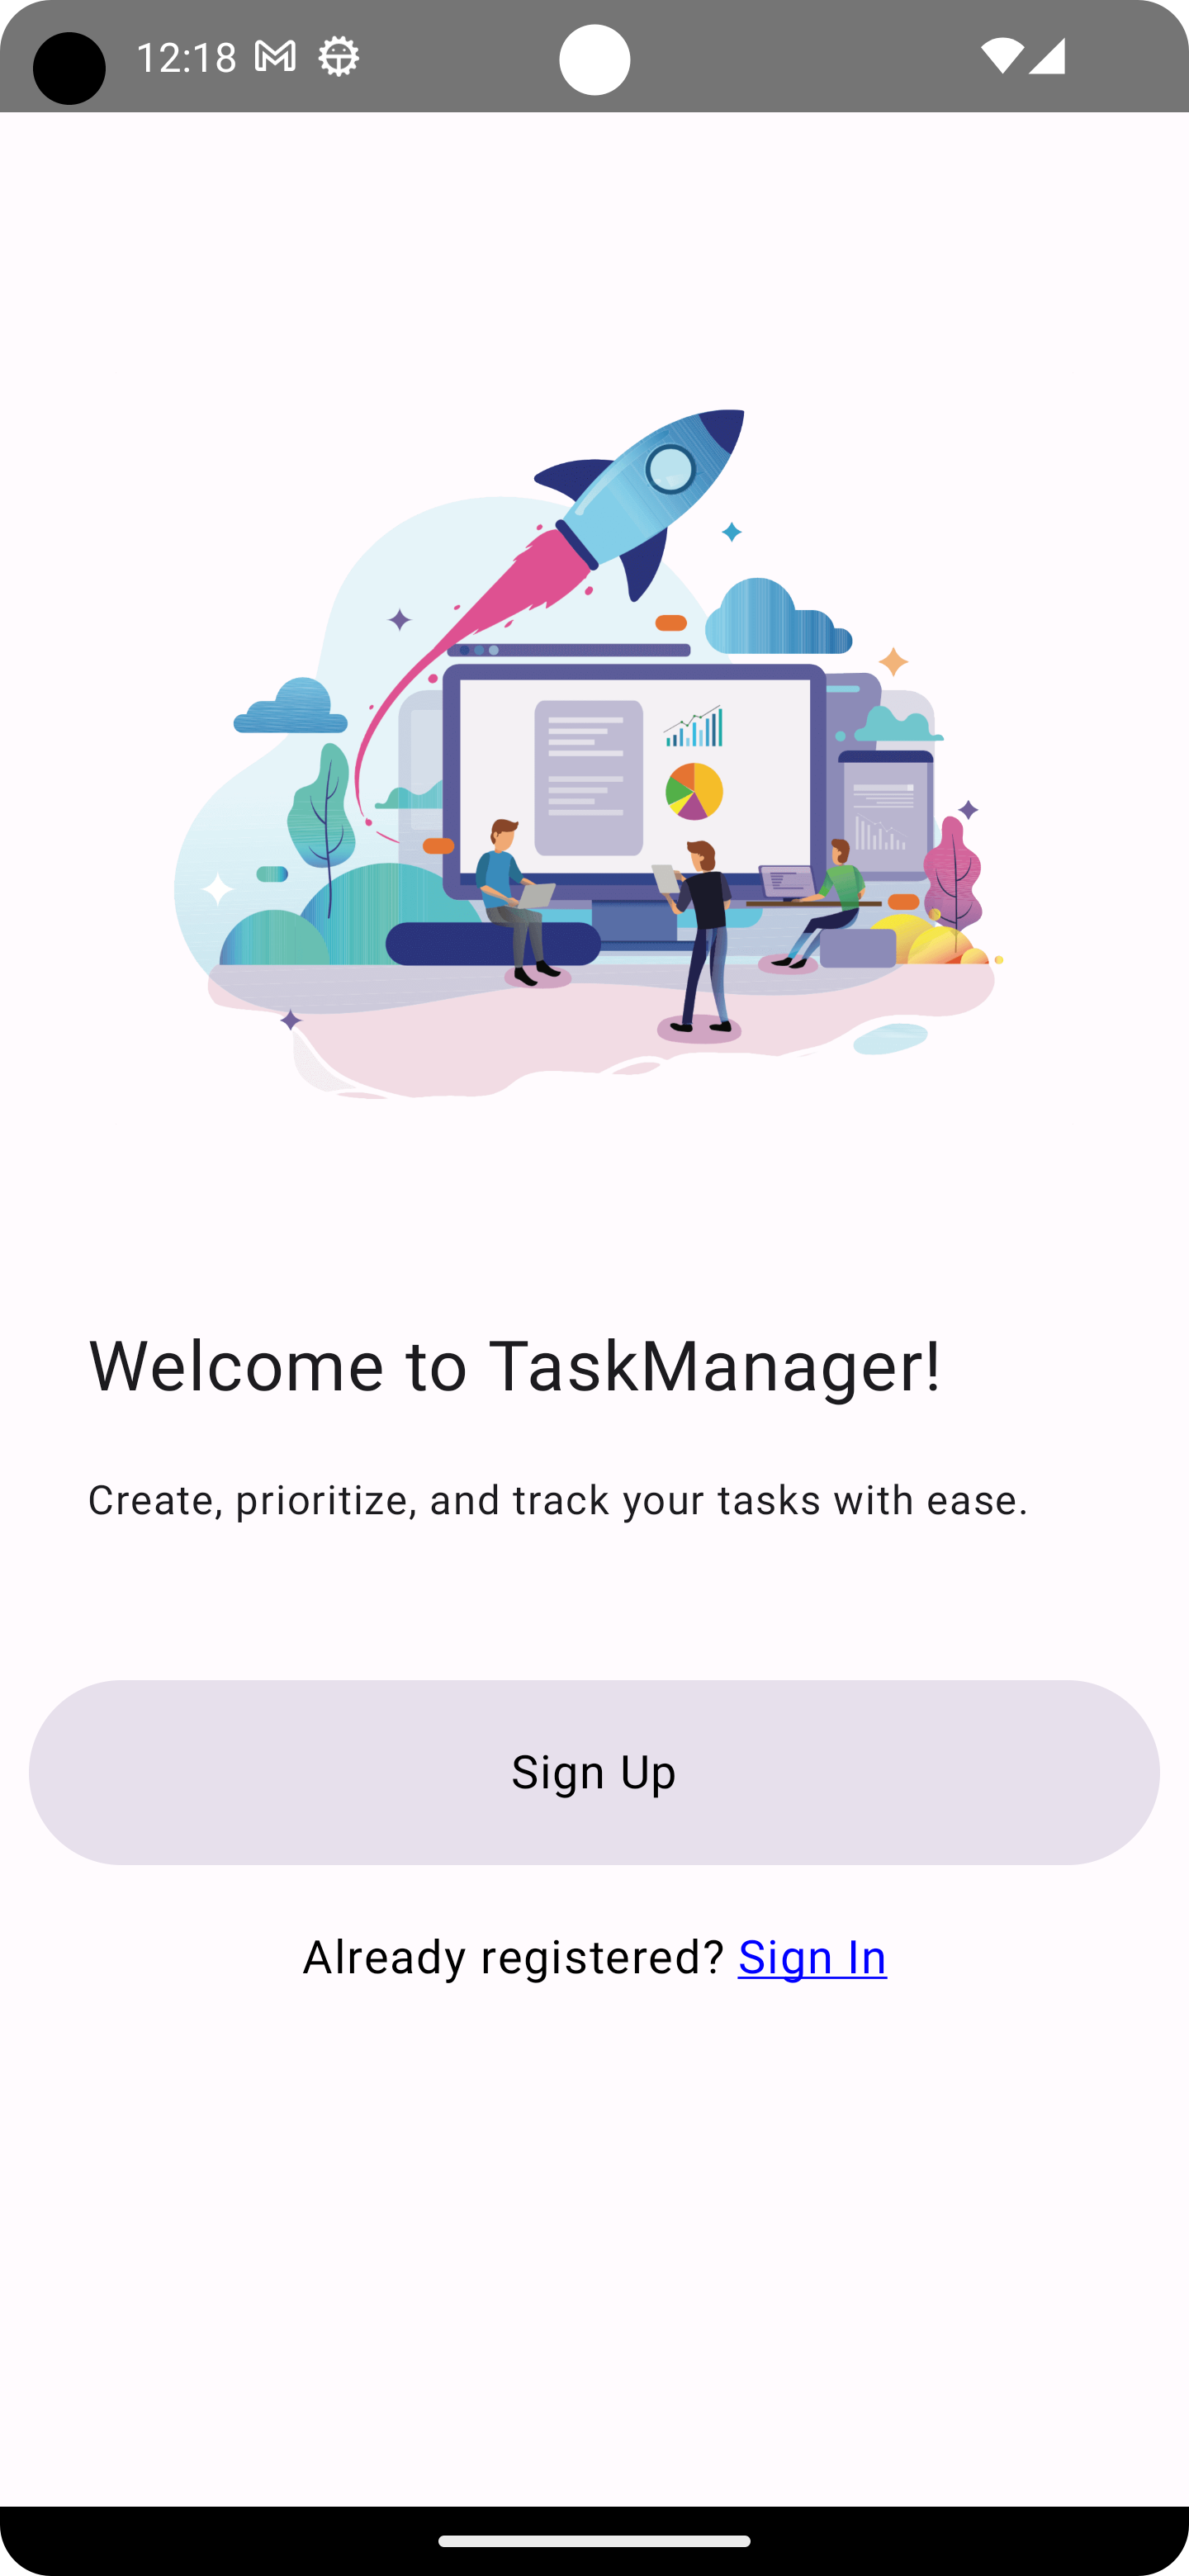 12:18
Welcome to TaskManager!
Create, prioritize, and track your tasks with ease.
Sign Up
Already registered? Sign In